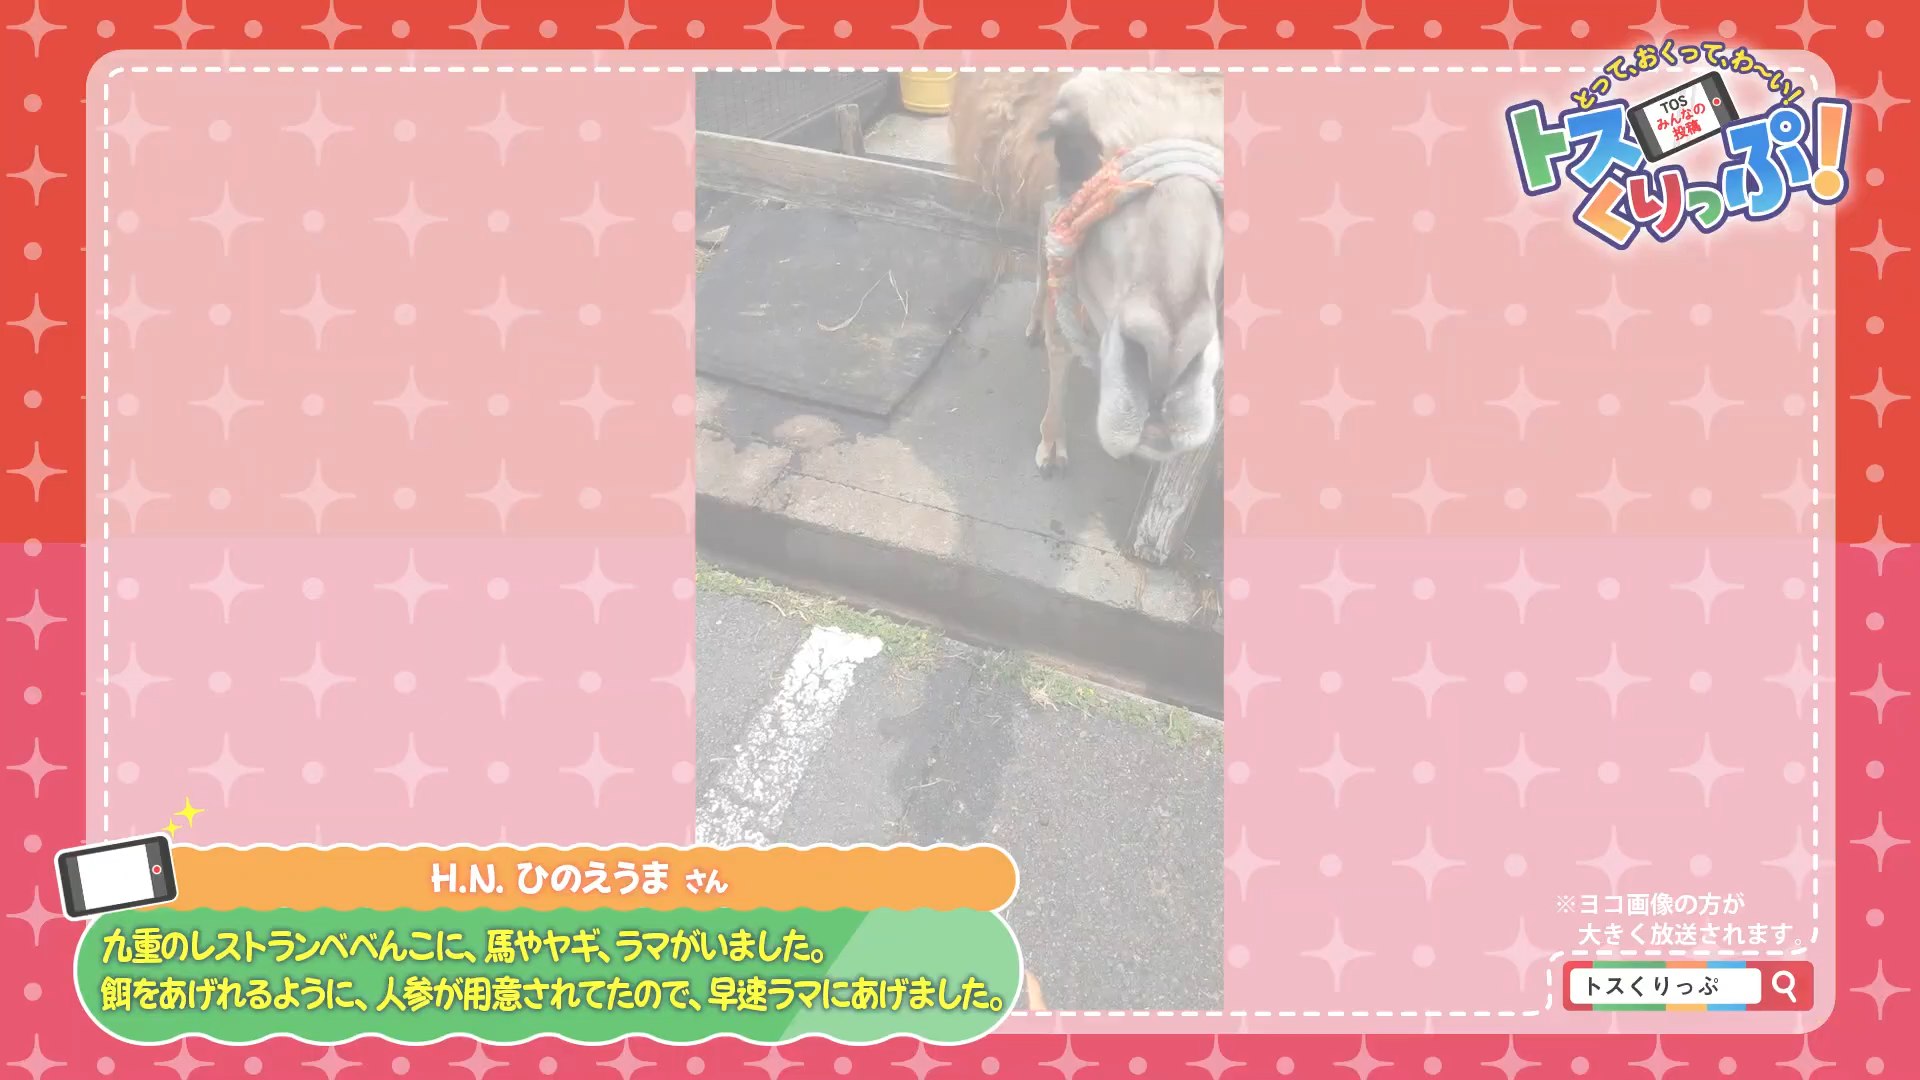 とって、おくって、わ〜い!
TOS
みんなの
投稿
トス
くりっぷ!
H.N. ひのえうま さん
九重のレストランべべんこに、馬やヤギ、ラマがいました。
餌をあげれるように、人参が用意されてたので、早速ラマにあげました。
※ヨコ画像の方が
大きく放送されます。
トスくりっぷ